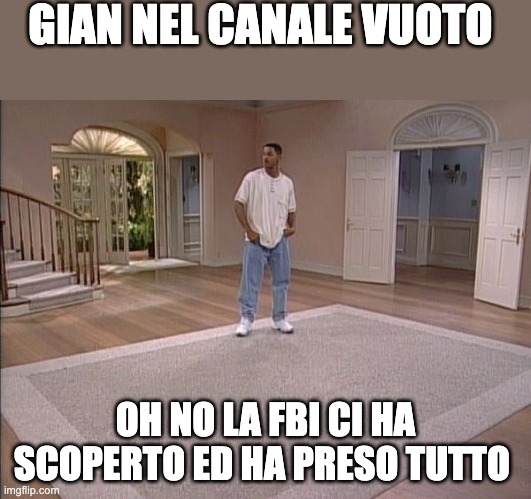 GIAN NEL CANALE VUOTO
OH NO LA FBI CI HA
SCOPERTO ED HA PRESO TUTTO
imgflip.com